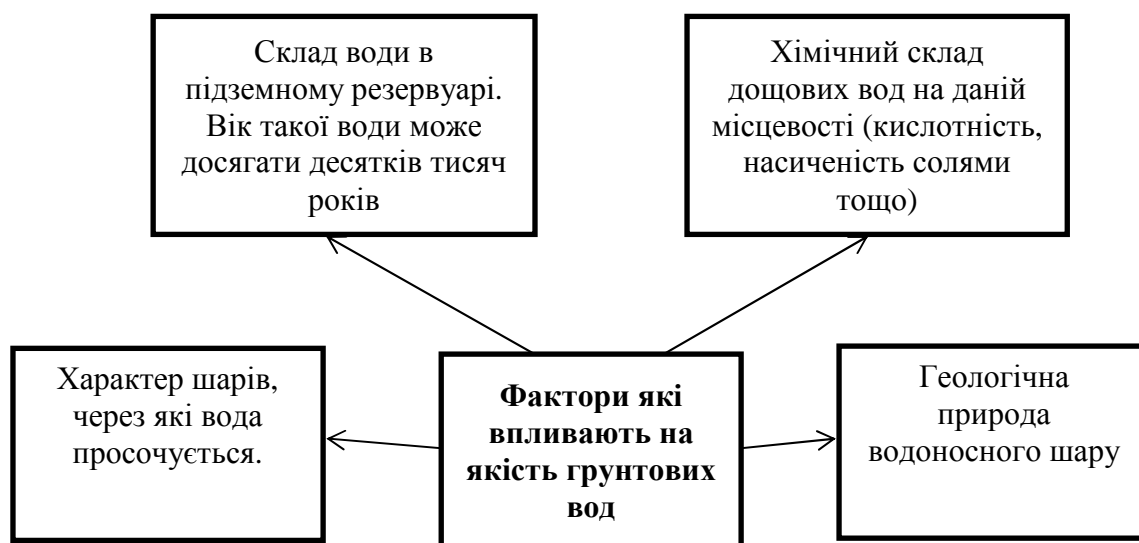 Склад води в
підземному резервуарі.
Вік такої води може
досягати десятків тисяч
років
Хімічний склад
дощових вод на даній
місцевості (кислотність,
насиченість солями
тощо)
Характер шарів,
через які вода
просочується.
Фактори які
впливають на
якість грунтових
вод
Геологічна
природа
водоносного шару